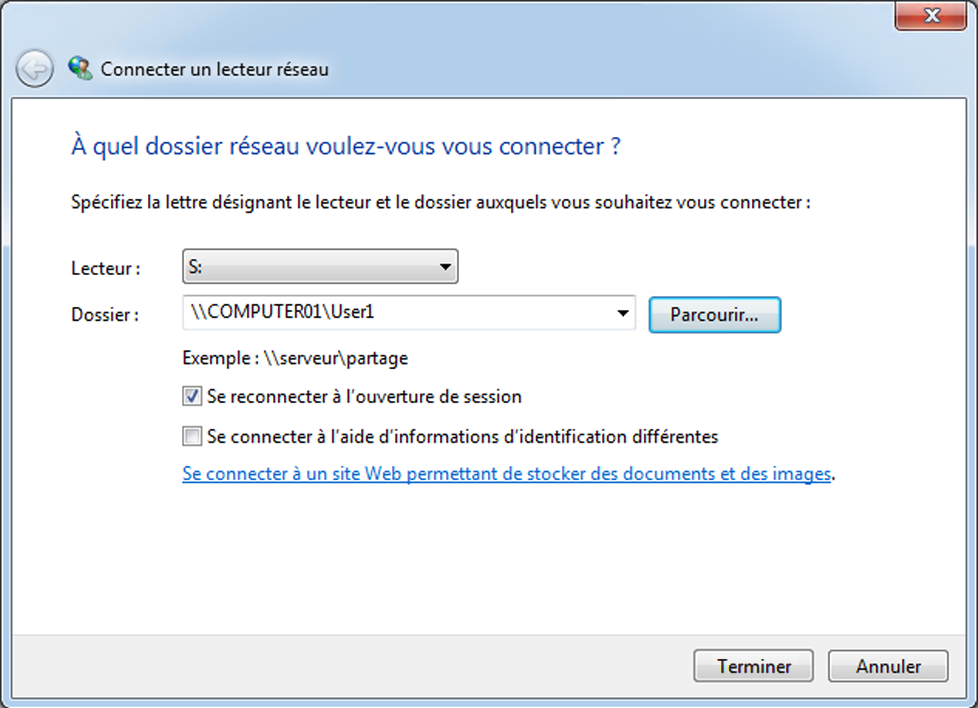 Connecter un lecteur réseau
À quel dossier réseau voulez-vous vous connecter ?
Spécifiez la lettre désignant le lecteur et le dossier auxquels vous souhaitez vous connecter :
Lecteur : S:
Dossier : \\COMPUTER01\User1 Parcourir...
Exemple : \\serveur\partage
Se reconnecter à l'ouverture de session
Se connecter à l'aide d'informations d'identification différentes
Se connecter à un site Web permettant de stocker des documents et des images.
Terminer Annuler